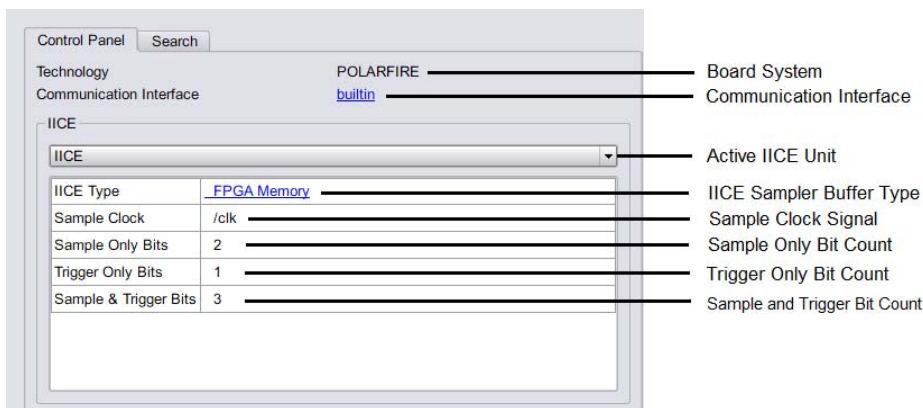 Control Panel Search
Technology POLARFIRE Board System
Communication Interface builtin Communication Interface
IICE
IICE Active IICE Unit
IICE Type FPGA Memory IICE Sampler Buffer Type
Sample Clock /clk Sample Clock Signal
Sample Only Bits 2 Sample Only Bit Count
Trigger Only Bits 1 Trigger Only Bit Count
Sample & Trigger Bits 3 Sample and Trigger Bit Count